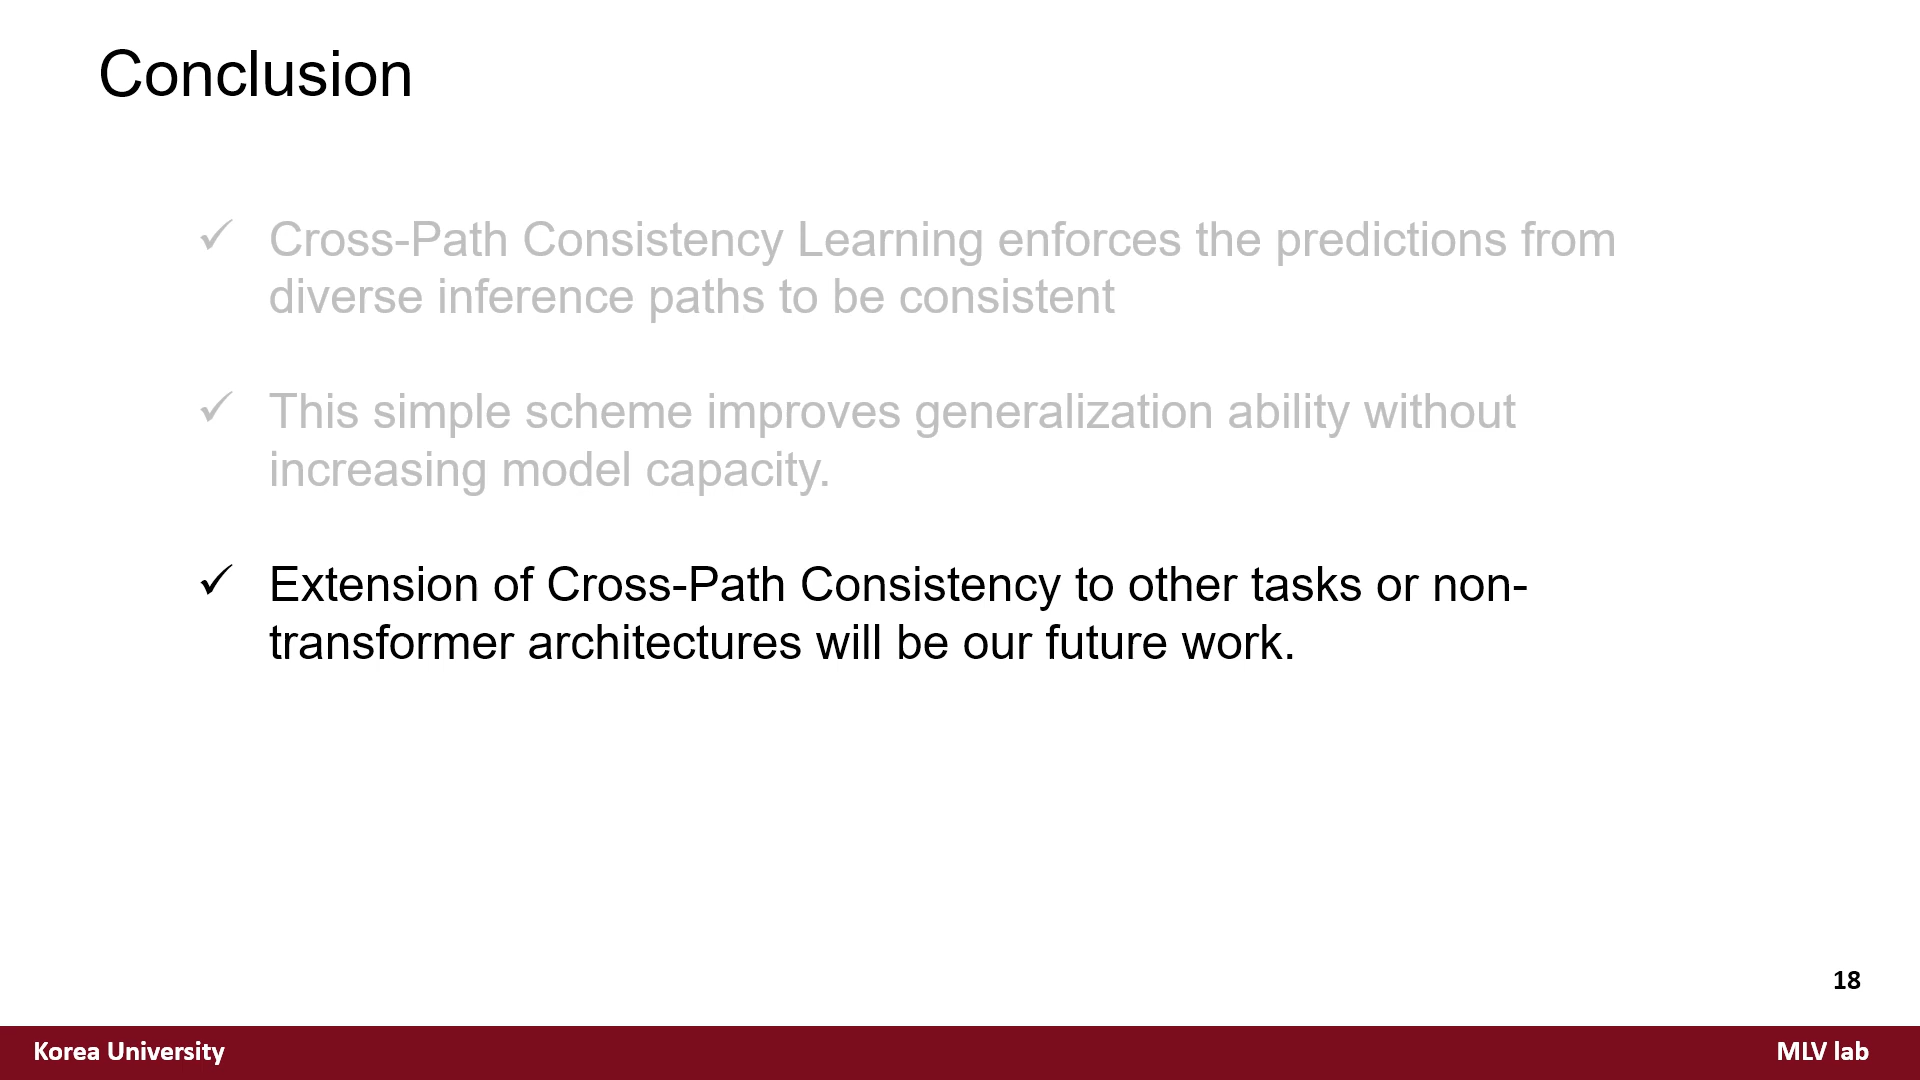 Conclusion
✓ Cross-Path Consistency Learning enforces the predictions from
diverse inference paths to be consistent
✓ This simple scheme improves generalization ability without
increasing model capacity.
✓ Extension of Cross-Path Consistency to other tasks or non-
transformer architectures will be our future work.
18
Korea University
MLV lab